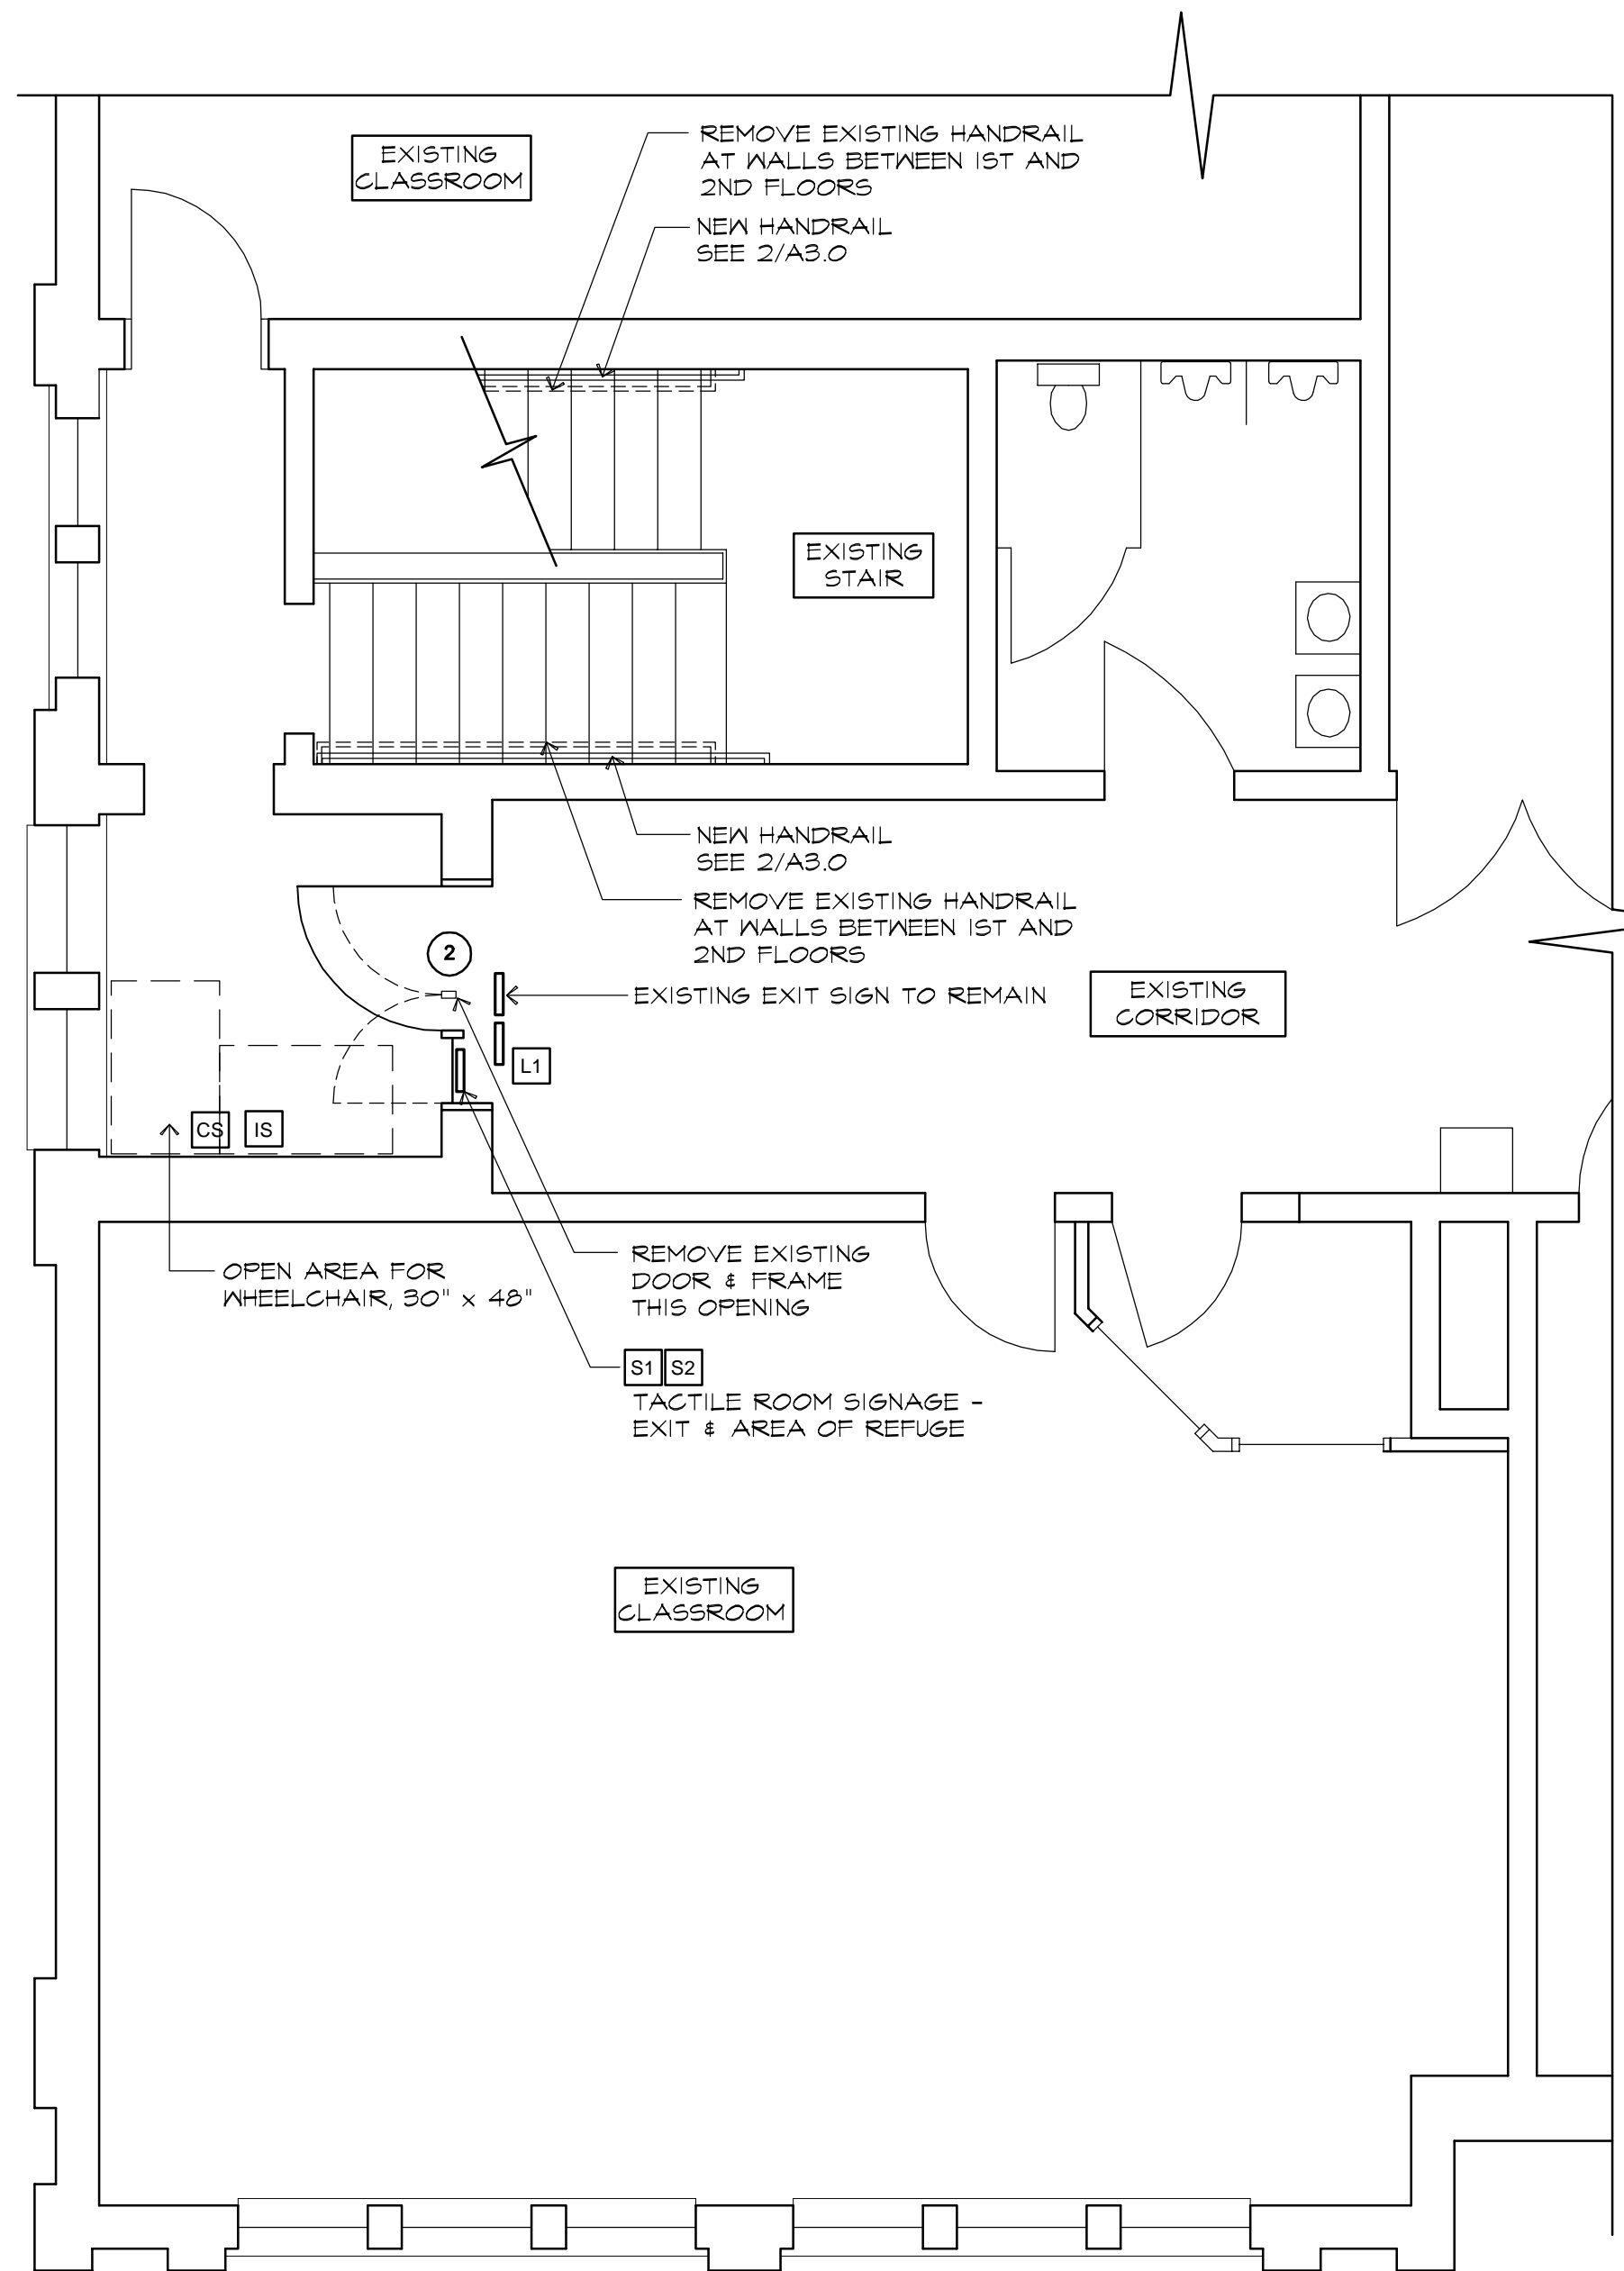 EXISTING
CLASSROOM
REMOVE EXISTING HANDRAIL
AT WALLS BETWEEN 1ST AND
2ND FLOORS
NEW HANDRAIL
SEE 2/A3.0
EXISTING
STAIR
NEW HANDRAIL
SEE 2/A3.0
REMOVE EXISTING HANDRAIL
AT WALLS BETWEEN 1ST AND
2ND FLOORS
2
EXISTING EXIT SIGN TO REMAIN
EXISTING
CORRIDOR
L1
CS IS
OPEN AREA FOR
WHEELCHAIR, 30" x 48"
REMOVE EXISTING
DOOR & FRAME
THIS OPENING
S1 S2
TACTILE ROOM SIGNAGE -
EXIT & AREA OF REFUGE
EXISTING
CLASSROOM